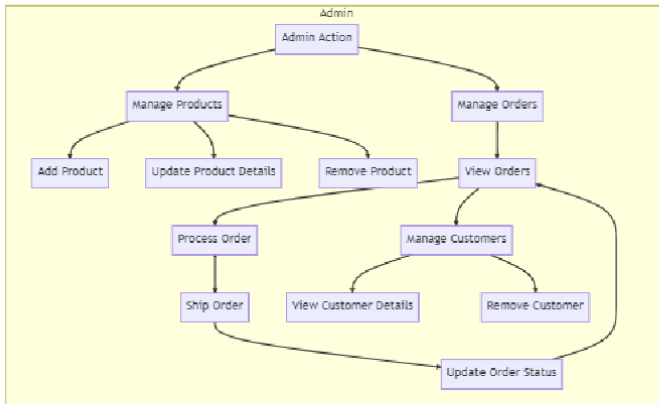 Admin
Admin Action
Manage Products
Manage Orders
Add Product
Update Product Details
Remove Product
View Orders
Process Order
Manage Customers
Ship Order
View Customer Details
Remove Customer
Update Order Status